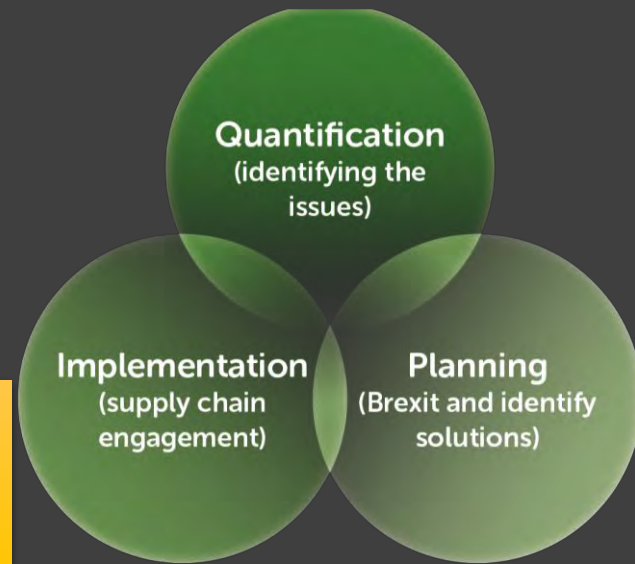 Quantification
(identifying the
issues)
Implementation
(supply chain
engagement)
Planning
(Brexit and identify
solutions)